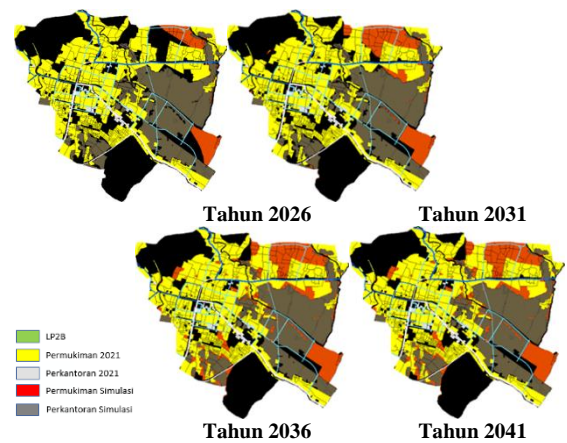 Tahun 2026
Tahun 2031
LP2B
Permukiman 2021
Perkantoran 2021
Permukiman Simulasi
Perkantoran Simulasi
Tahun 2036
Tahun 2041